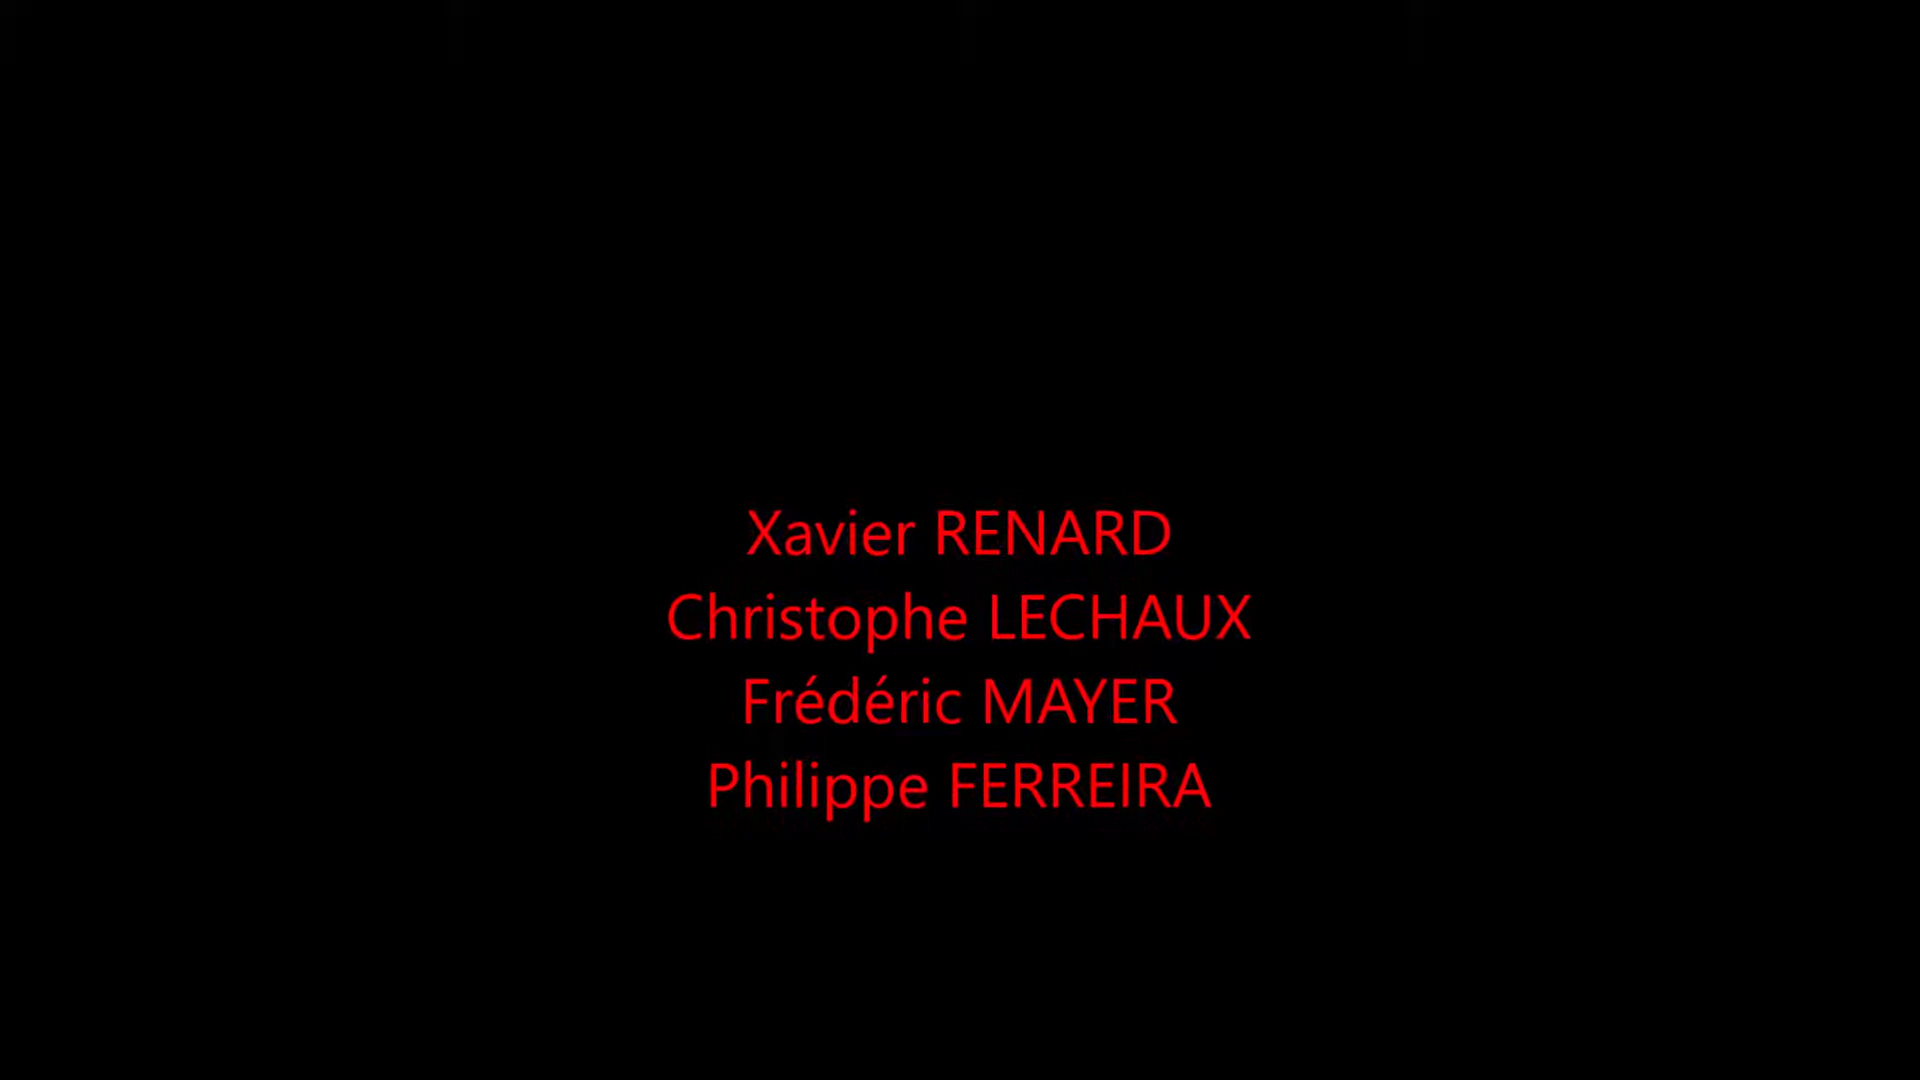 Xavier RENARD
Christophe LECHAUX
Frédéric MAYER
Philippe FERREIRA